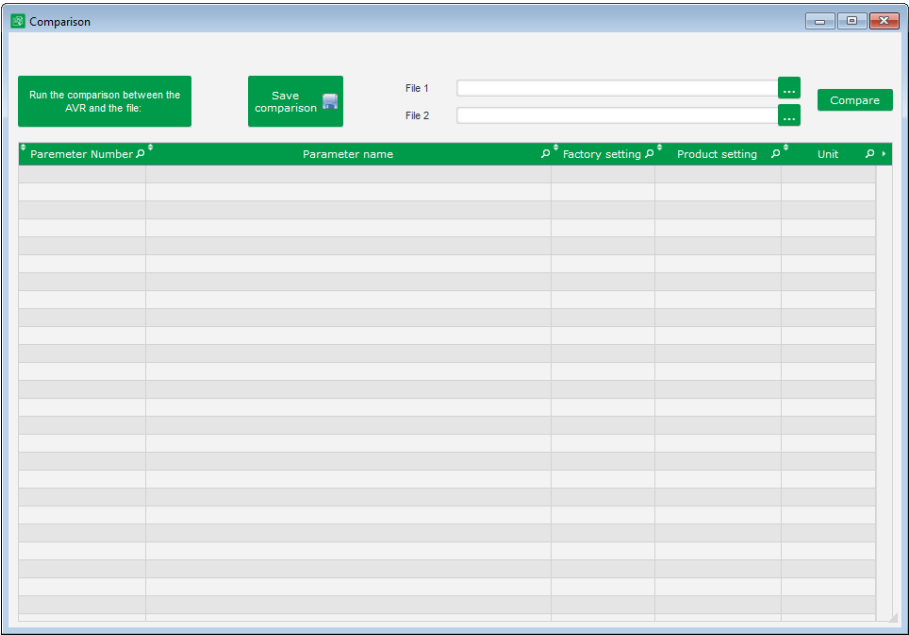 Comparison
Run the comparison between the
AVR and the file:
Save
comparison
File 1
...
File 2
...
Compare
Paremeter Number
Parameter name
Factory setting
Product setting
Unit